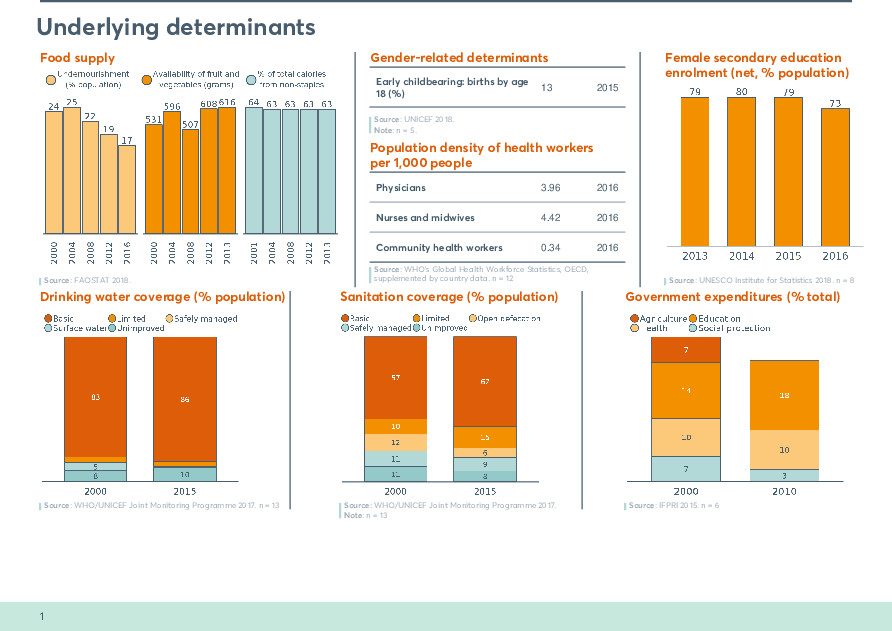 Underlying determinants
Food supply
Undernourishment (% population)
Availability of fruit and vegetables (grams)
% of total calories from non-staples
24 25 22 19 17
531 596 507 608 616
64 63 63 63 63
2000 2004 2008 2012 2016
2000 2004 2008 2012 2013
2001 2004 2008 2012 2013
Source: FAOSTAT 2018.
Gender-related determinants
Early childbearing: births by age 13 2015
18 (%)
Source: UNICEF 2018.
Note: n = 5.
Population density of health workers
per 1,000 people
Physicians 3.96 2016
Nurses and midwives 4.42 2016
Community health workers 0.34 2016
Source: WHO's Global Health Workforce Statistics, OECD,
supplemented by country data. n = 12
Female secondary education
enrolment (net, % population)
79 80 79 73
2013 2014 2015 2016
Source: UNESCO Institute for Statistics 2018. n = 8
Drinking water coverage (% population)
Basic Limited Safely managed
Surface water Unimproved
83 86
5
8 10
2000 2015
Source: WHO/UNICEF Joint Monitoring Programme 2017. n = 13
Sanitation coverage (% population)
Basic Limited Open defecation
Safely managed Unimproved
57 62
10 15
12 6
11 9
11 8
2000 2015
Source: WHO/UNICEF Joint Monitoring Programme 2017.
Note: n = 13
Government expenditures (% total)
Agriculture Education
Health Social protection
7
14 18
10 10
7 3
2000 2010
Source: IFPRI 2015. n = 6
1